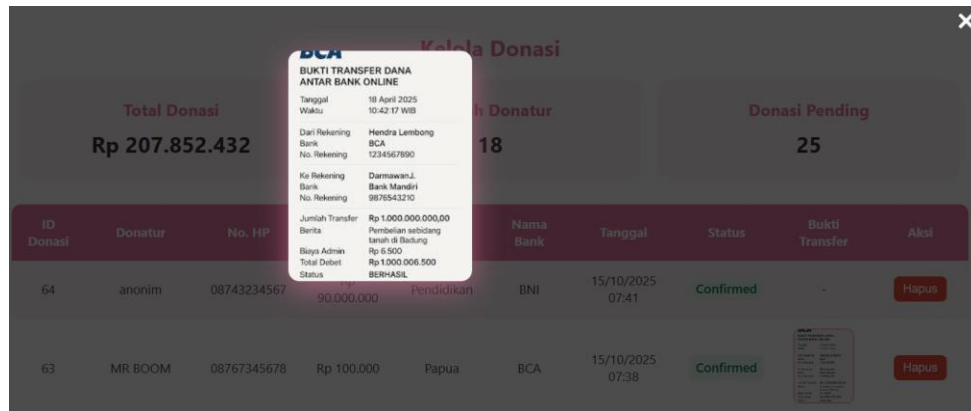 ×
Kelola Donasi
Total Donasi
Rp 207.852.432
h Donatur
18
Donasi Pending
25
BCA
BUKTI TRANSFER DANA
ANTAR BANK ONLINE
Tanggal 18 April 2025
Waktu 10:42:17 WIB
Dari Rekening Hendra Lembong
Bank BCA
No. Rekening 1234567890
Ke Rekening DarmawanJ.
Bank Bank Mandiri
No. Rekening 9876543210
Jumlah Transfer Rp 1.000.000.000,00
Berita Pembelian sebidang
tanah di Badung
Biaya Admin Rp 6.500
Total Debet Rp 1.000.006.500
Status BERHASIL
ID Donasi Donatur No. HP Nama Bank Tanggal Status Bukti Transfer Aksi
64 anonim 08743234567 Rp 90.000.000 Pendidikan BNI 15/10/2025 07:41 Confirmed - Hapus
63 MR BOOM 08767345678 Rp 100.000 Papua BCA 15/10/2025 07:38 Confirmed Hapus